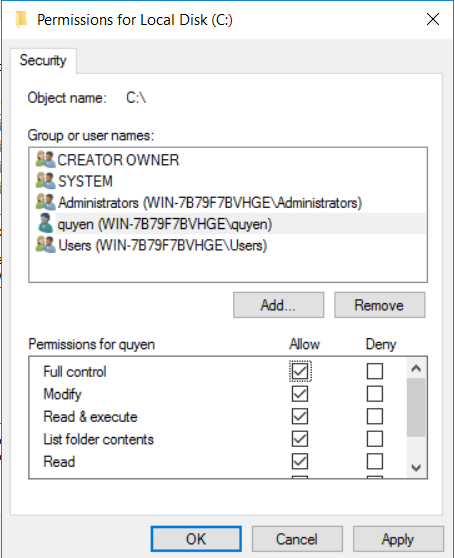 Permissions for Local Disk (C:)
Security
Object name: C:\
Group or user names:
CREATOR OWNER
SYSTEM
Administrators (WIN-7B79F7BVHGE\Administrators)
quyen (WIN-7B79F7BVHGE\quyen)
Users (WIN-7B79F7BVHGE\Users)
Add... Remove
Permissions for quyen Allow Deny
Full control
Modify
Read & execute
List folder contents
Read
OK Cancel Apply